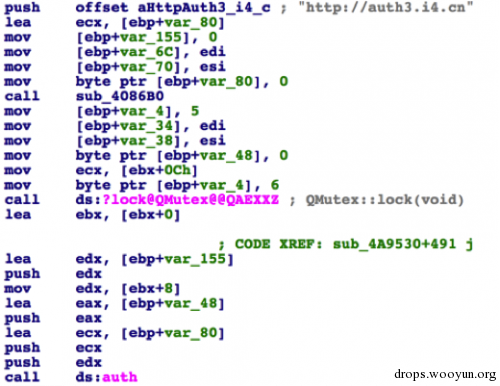 push offset aHttpAuth3_i4_c ; "http://auth3.i4.cn"
lea ecx, [ebp+var_80]
mov [ebp+var_155], 0
mov [ebp+var_6C], edi
mov [ebp+var_70], esi
mov byte ptr [ebp+var_80], 0
call sub_4086B0
mov [ebp+var_4], 5
mov [ebp+var_34], edi
mov [ebp+var_38], esi
mov byte ptr [ebp+var_48], 0
mov ecx, [ebx+0Ch]
mov byte ptr [ebp+var_4], 6
call ds:?lock@QMutex@@QAEXXZ ; QMutex::lock(void)
lea ebx, [ebx+0]
; CODE XREF: sub_4A9530+491 j
lea edx, [ebp+var_155]
push edx
mov edx, [ebx+8]
lea eax, [ebp+var_48]
push eax
lea ecx, [ebp+var_80]
push ecx
push edx
call ds:auth
drops.wooyun.org